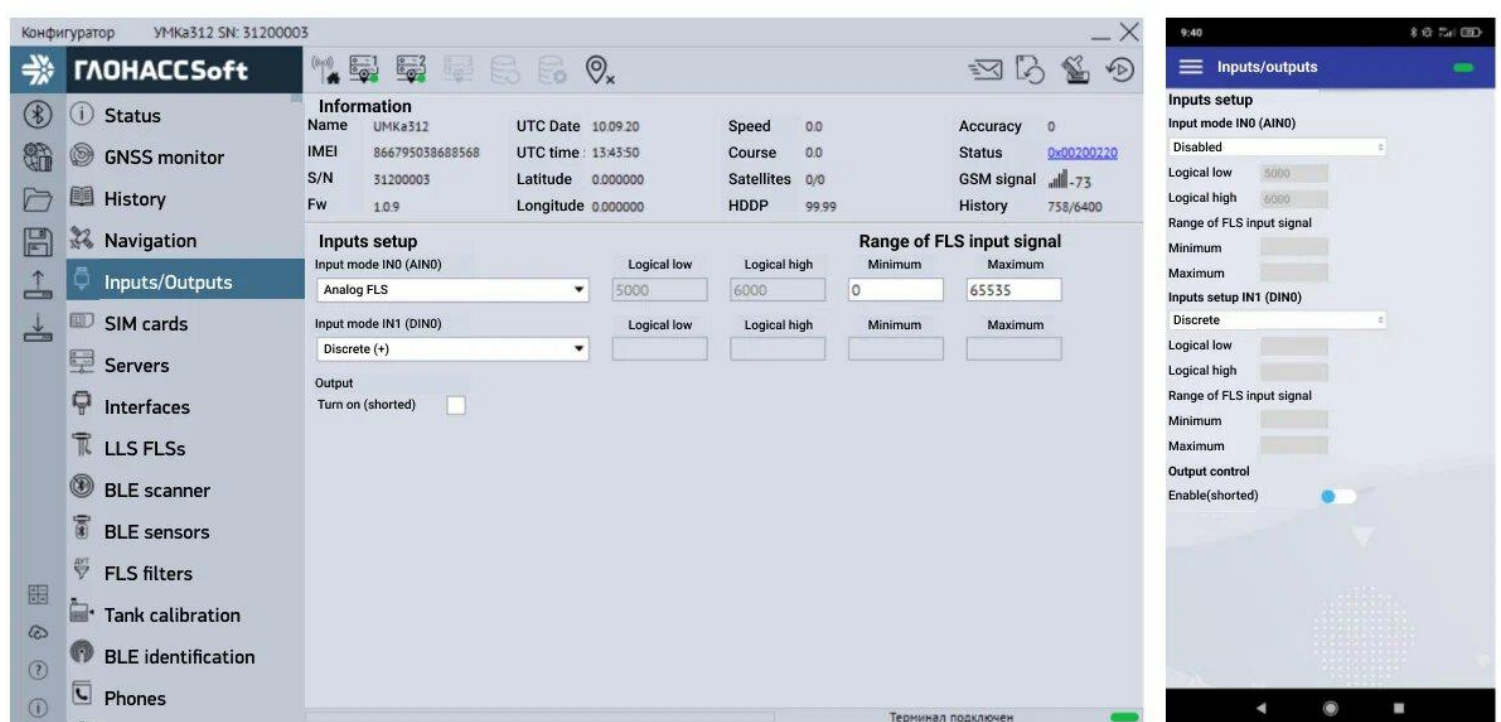 Конфигуратор УМКа312 SN: 31200003
ГЛОНАССSoft
Status
GNSS monitor
History
Navigation
Inputs/Outputs
SIM cards
Servers
Interfaces
LLS FLSs
BLE scanner
BLE sensors
FLS filters
Tank calibration
BLE identification
Phones
Information
Name UMKa312 UTC Date 10.09.20 Speed 0.0 Accuracy 0
IMEI 866795038688568 UTC time : 13:43:50 Course 0.0 Status 0x00200220
S/N 31200003 Latitude 0.000000 Satellites 0/0 GSM signal -73
Fw 1.0.9 Longitude 0.000000 HDDP 99.99 History 758/6400
Inputs setup Range of FLS input signal
Input mode IN0 (AIN0) Logical low Logical high Minimum Maximum
Analog FLS 5000 6000 0 65535
Input mode IN1 (DIN0) Logical low Logical high Minimum Maximum
Discrete (+)
Output
Turn on (shorted)
Терминал подключен
9:40
Inputs/outputs
Inputs setup
Input mode IN0 (AIN0)
Disabled
Logical low 5000
Logical high 6000
Range of FLS input signal
Minimum
Maximum
Inputs setup IN1 (DIN0)
Discrete
Logical low
Logical high
Range of FLS input signal
Minimum
Maximum
Output control
Enable(shorted)